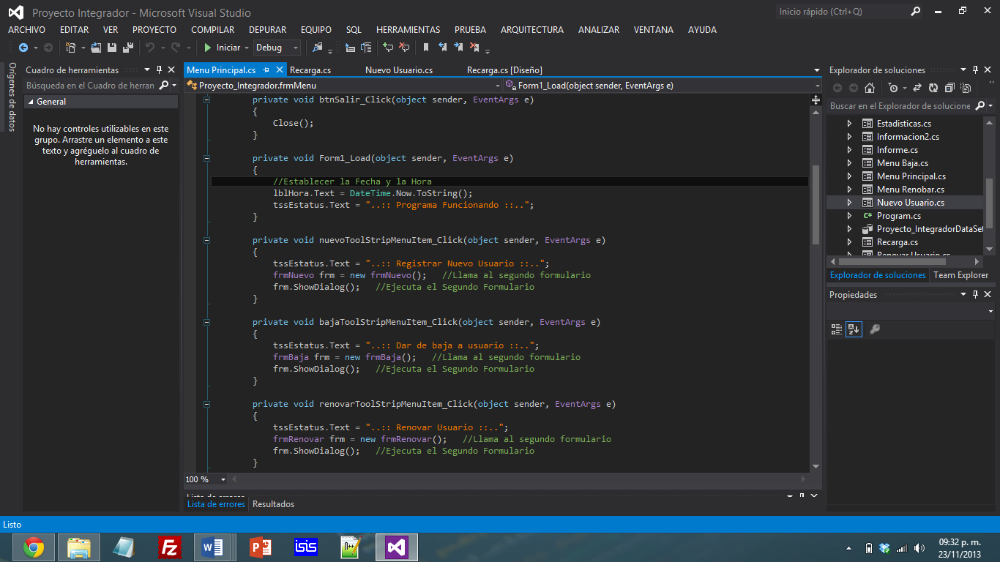 Proyecto Integrador - Microsoft Visual Studio
Inicio rápido (Ctrl+Q)
ARCHIVO EDITAR VER PROYECTO COMPILAR DEPURAR EQUIPO SQL HERRAMIENTAS PRUEBA ARQUITECTURA ANALIZAR VENTANA AYUDA
Iniciar Debug
Orígenes de datos
Cuadro de herramientas
Búsqueda en el Cuadro de herran
General
No hay controles utilizables en este
grupo. Arrastre un elemento a este
texto y agréguelo al cuadro de
herramientas.
Menu Principal.cs Recarga.cs Nuevo Usuario.cs Recarga.cs [Diseño]
Proyecto_Integrador.frmMenu Form1_Load(object sender, EventArgs e)
private void btnSalir_Click(object sender, EventArgs e)
{
Close();
}
private void Form1_Load(object sender, EventArgs e)
{
//Establecer la Fecha y la Hora
lblHora.Text = DateTime.Now.ToString();
tssEstatus.Text = "..:: Programa Funcionando ::..";
}
private void nuevoToolStripMenuItem_Click(object sender, EventArgs e)
{
tssEstatus.Text = "..:: Registrar Nuevo Usuario ::..";
frmNuevo frm = new frmNuevo(); //Llama al segundo formulario
frm.ShowDialog(); //Ejecuta el Segundo Formulario
}
private void bajaToolStripMenuItem_Click(object sender, EventArgs e)
{
tssEstatus.Text = "..:: Dar de baja a usuario ::..";
frmBaja frm = new frmBaja(); //Llama al segundo formulario
frm.ShowDialog(); //Ejecuta el Segundo Formulario
}
private void renovarToolStripMenuItem_Click(object sender, EventArgs e)
{
tssEstatus.Text = "..:: Renovar Usuario ::..";
frmRenovar frm = new frmRenovar(); //Llama al segundo formulario
frm.ShowDialog(); //Ejecuta el Segundo Formulario
}
100 %
Lista de errores
Lista de errores Resultados
Explorador de soluciones
Buscar en el Explorador de solucione
Estadisticas.cs
Informacion2.cs
Informe.cs
Menu Baja.cs
Menu Principal.cs
Menu Renobar.cs
Nuevo Usuario.cs
C# Program.cs
Proyecto_IntegradorDataSet
Recarga.cs
Renovar Usuario.cs
Explorador de soluciones Team Explorer
Propiedades
Listo
isis
09:32 p. m.
23/11/2013